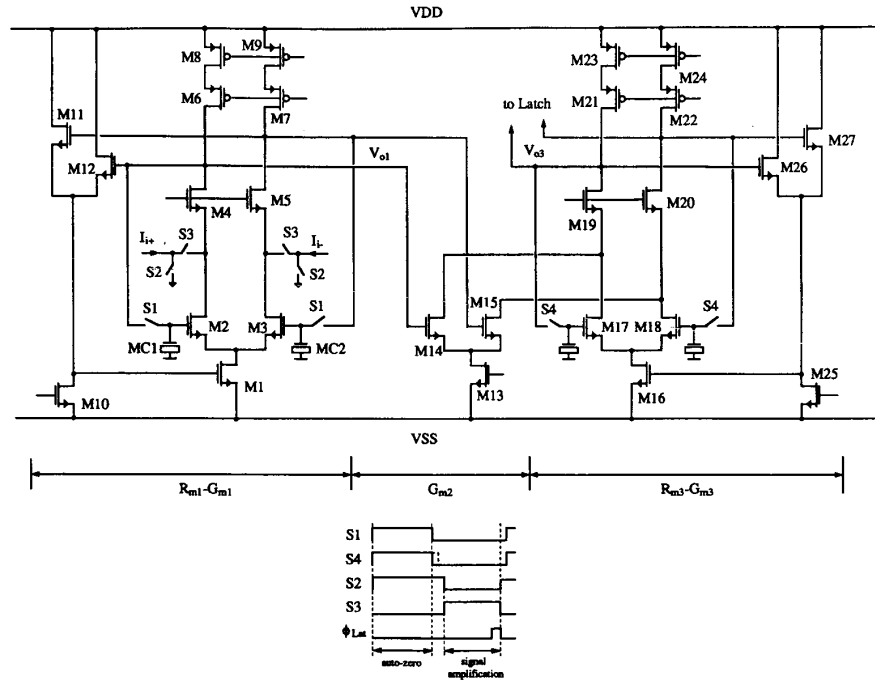 VDD
M8
M9
M23
M24
M6
M7
M21
M22
M11
to Latch
M27
M12
Vo1
Vo3
M26
M4
M5
M19
M20
Ii+
S3
S3
Ii-
S2
S2
S1
M2
M3
S1
M15
S4
S4
MC1
MC2
M14
M17
M18
M1
M13
M16
M25
M10
VSS
Rm1-Gm1
Gm2
Rm3-Gm3
S1
S4
S2
S3
ϕLat
auto-zero
signal
amplification